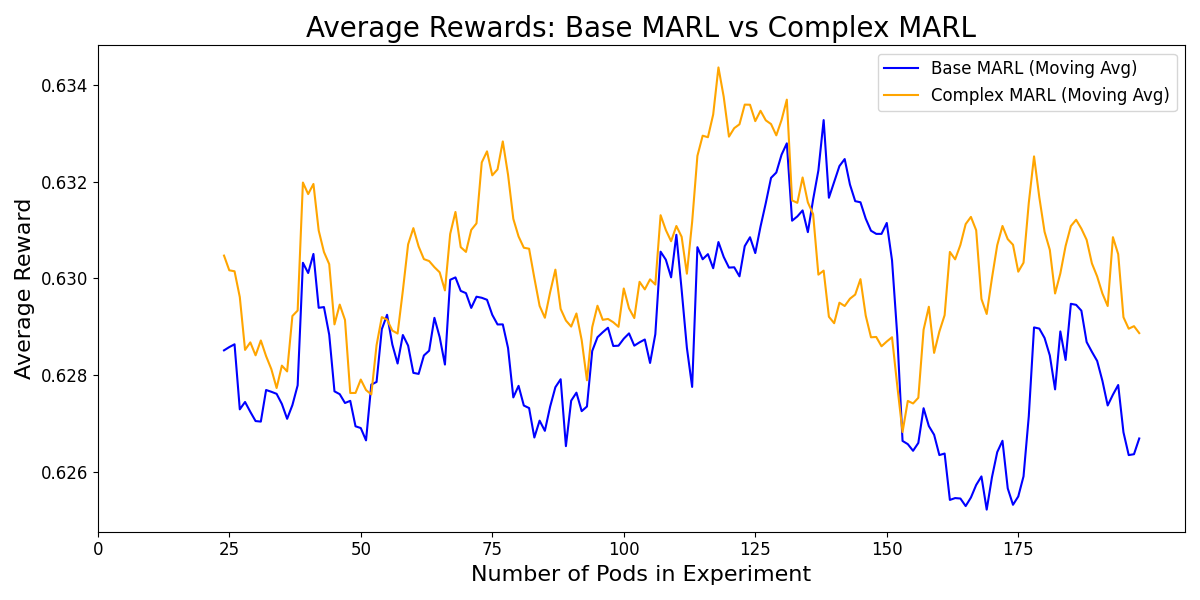 Average Rewards: Base MARL vs Complex MARL
Base MARL (Moving Avg)
Complex MARL (Moving Avg)
Average Reward
0.634
0.632
0.630
0.628
0.626
0 25 50 75 100 125 150 175
Number of Pods in Experiment